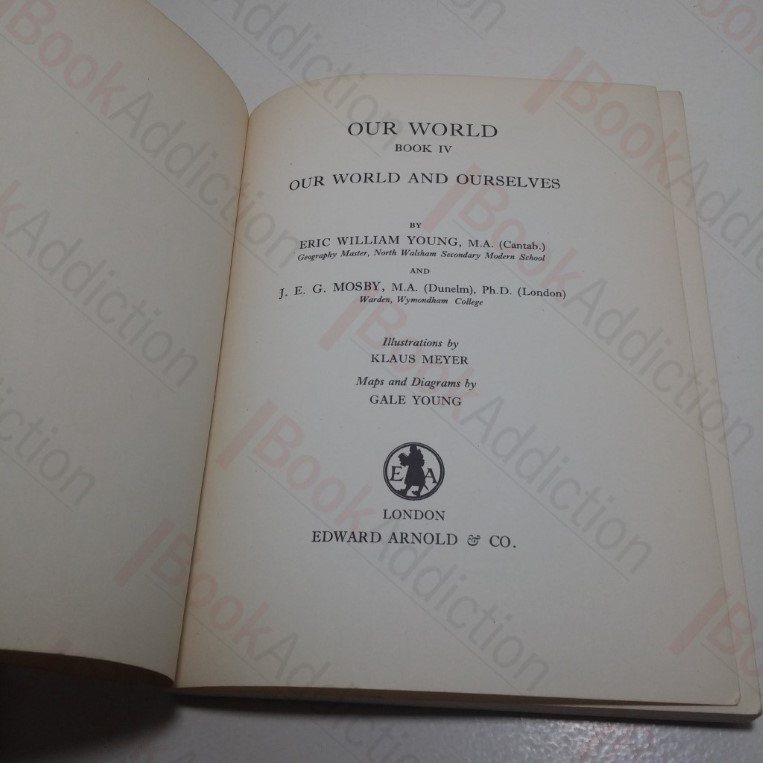 OUR WORLD
BOOK IV
OUR WORLD AND OURSELVES
BY
ERIC WILLIAM YOUNG, M.A. (Cantab.)
Geography Master, North Walsham Secondary Modern School
AND
J. E. G. MOSBY, M.A. (Dunelm), Ph.D. (London)
Warden, Wymondham College
Illustrations by
KLAUS MEYER
Maps and Diagrams by
GALE YOUNG
E A
LONDON
EDWARD ARNOLD & CO.
BookAddiction